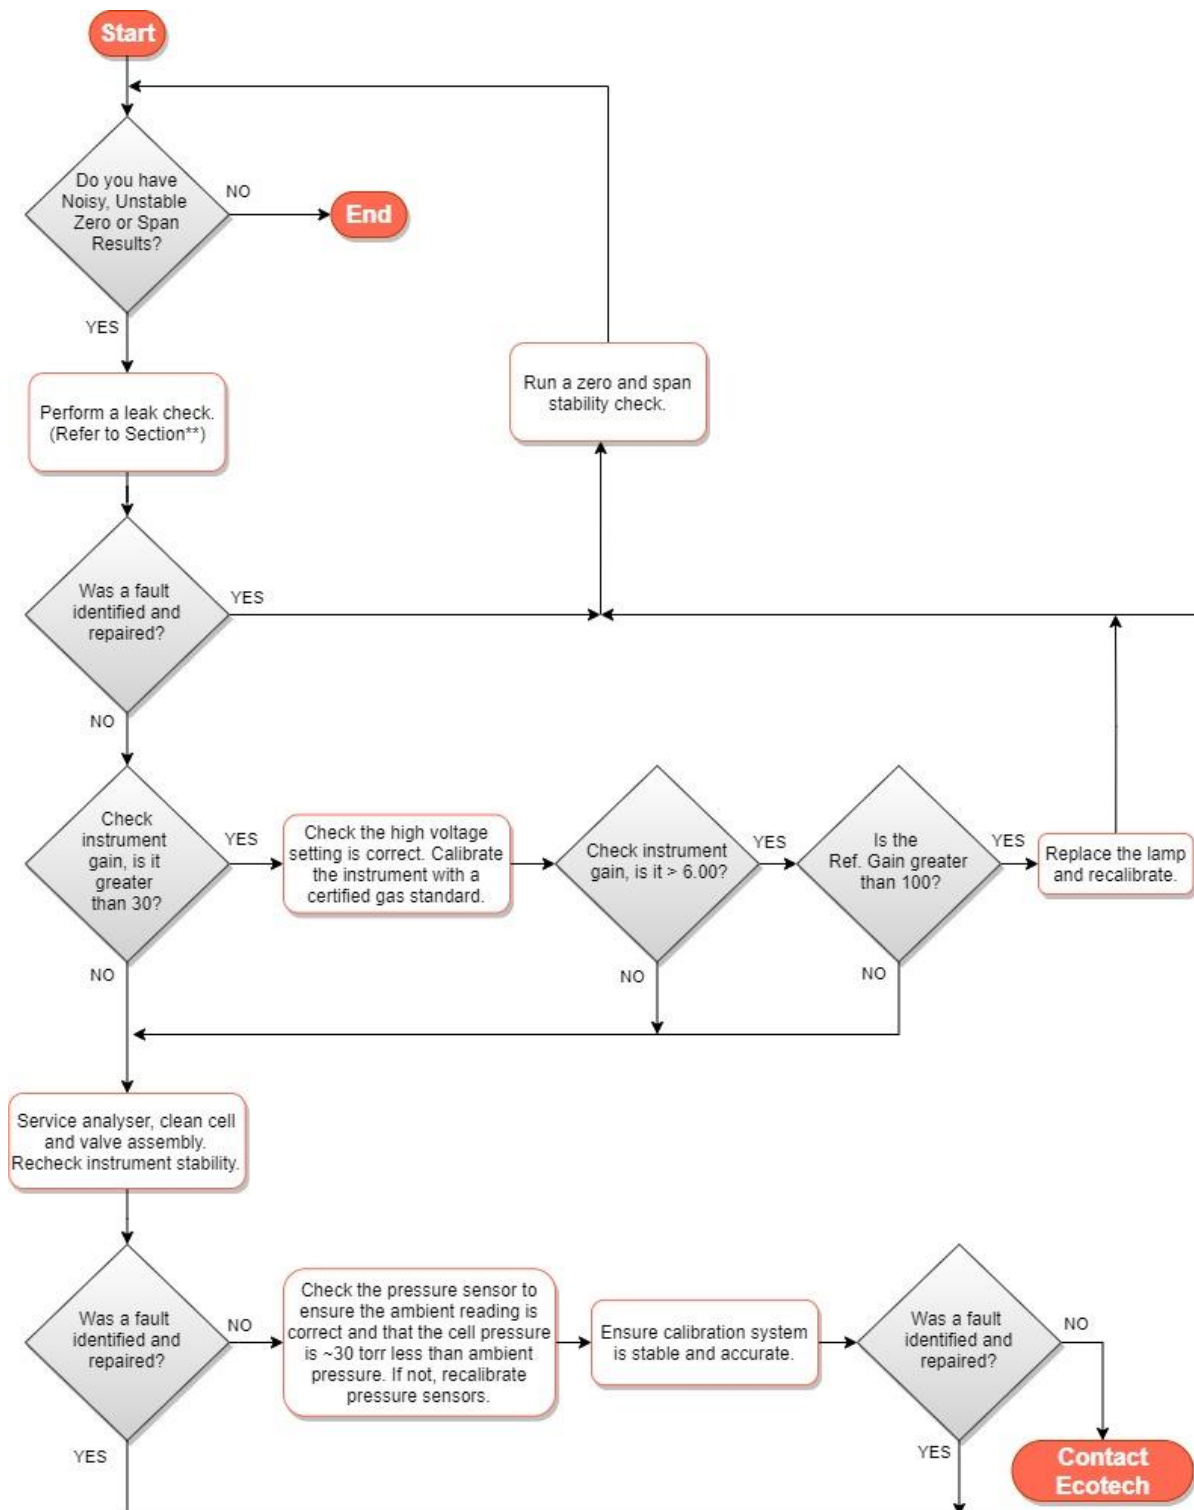 Start
Do you have
Noisy, Unstable
Zero or Span
Results?
NO
End
YES
Perform a leak check.
(Refer to Section**)
Run a zero and span
stability check.
Was a fault
identified and
repaired?
YES
NO
Check
instrument
gain, is it
greater
than 30?
YES
Check the high voltage
setting is correct. Calibrate
the instrument with a
certified gas standard.
Check instrument
gain, is it > 6.00?
YES
Is the
Ref. Gain greater
than 100?
YES
Replace the lamp
and recalibrate.
NO
NO
NO
Service analyser, clean cell
and valve assembly.
Recheck instrument stability.
Was a fault
identified and
repaired?
NO
Check the pressure sensor to
ensure the ambient reading is
correct and that the cell pressure
is ~30 torr less than ambient
pressure. If not, recalibrate
pressure sensors.
Ensure calibration system
is stable and accurate.
Was a fault
identified and
repaired?
NO
YES
YES
Contact
Ecotech